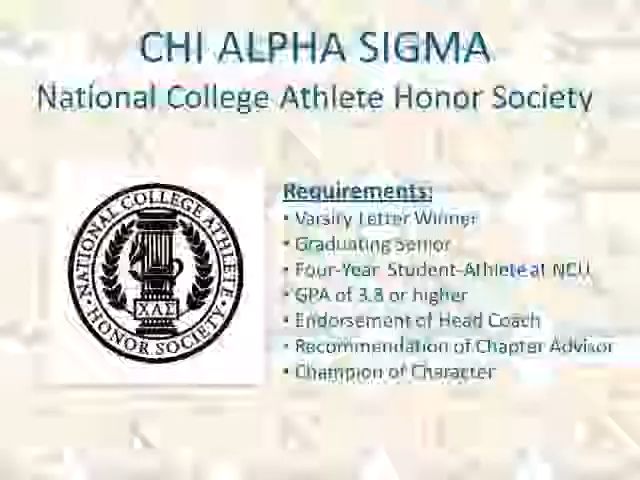 CHI ALPHA SIGMA
National College Athlete Honor Society
NATIONAL COLLEGE ATHLETE
HONOR SOCIETY
ΧΑΣ
Requirements:
• Varsity Letter Winner
• Graduating Senior
• Four-Year Student-Athlete at NCU
• GPA of 3.8 or higher
• Endorsement of Head Coach
• Recommendation of Chapter Advisor
• Champion of Character